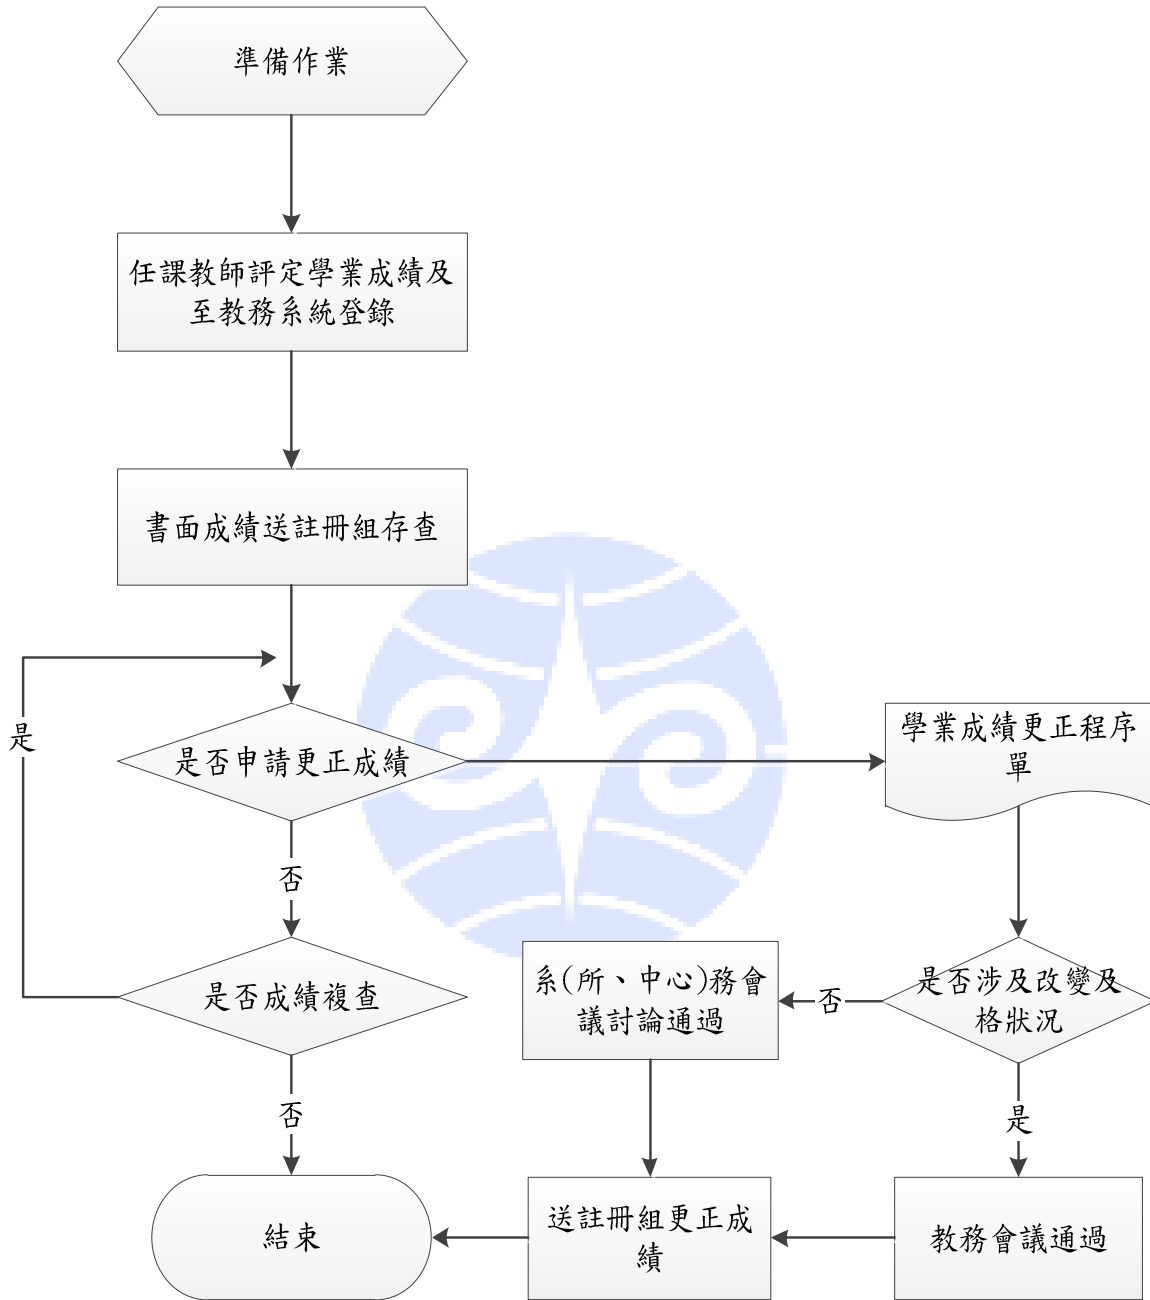 準備作業
任課教師評定學業成績及
至教務系統登錄
書面成績送註冊組存查
是
是否申請更正成績
學業成績更正程序
單
否
是否成績複查
系(所、中心)務會
議討論通過
否
是否涉及改變及
格狀況
否
是
結束
送註冊組更正成
績
教務會議通過